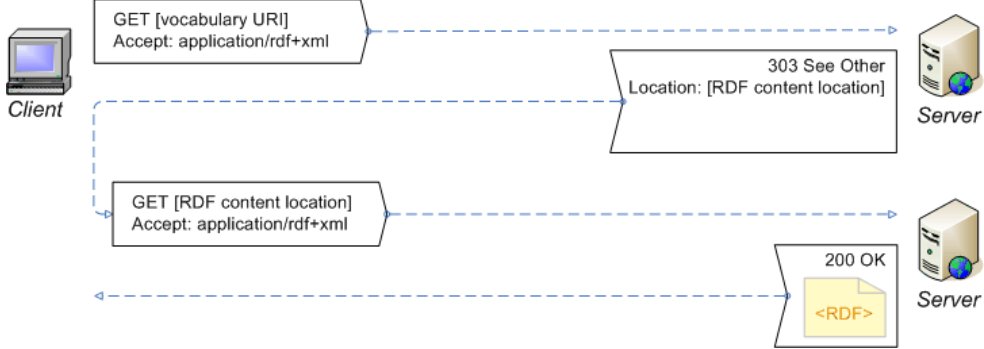 GET [vocabulary URI]
Accept: application/rdf+xml
Client
303 See Other
Location: [RDF content location]
Server
GET [RDF content location]
Accept: application/rdf+xml
200 OK
<RDF>
Server